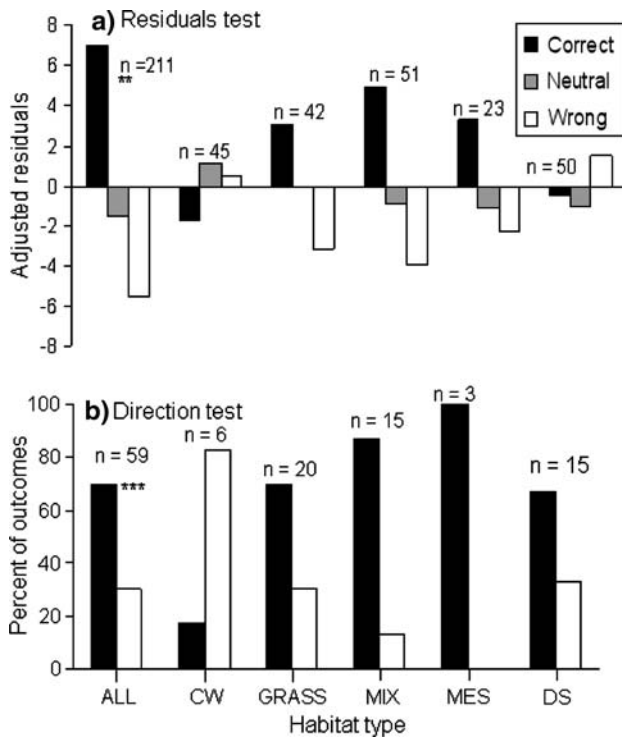 a) Residuals test
Adjusted residuals
8
6
4
2
0
-2
-4
-6
-8
n =211
**
n = 45
n = 42
n = 51
n = 23
n = 50
Correct
Neutral
Wrong
b) Direction test
Percent of outcomes
100
80
60
40
20
0
n = 59
***
n = 6
n = 20
n = 15
n = 3
n = 15
ALL CW GRASS MIX MES DS
Habitat type